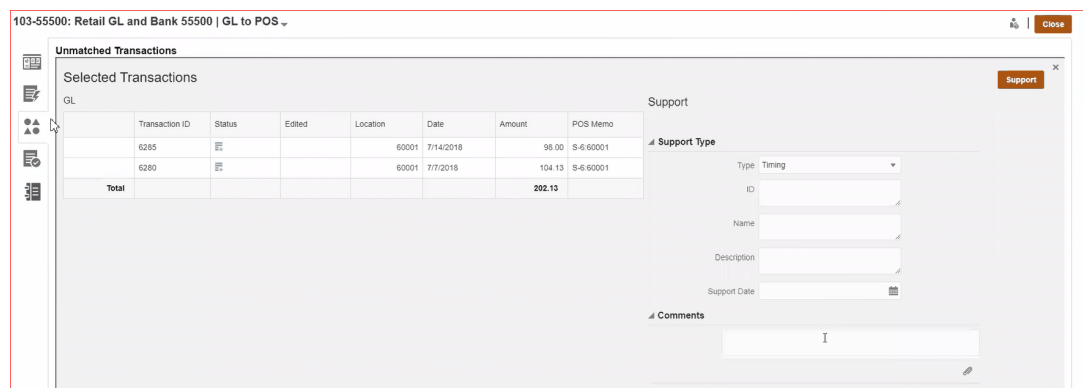 103-55500: Retail GL and Bank 55500 | GL to POS
Close
Unmatched Transactions
Selected Transactions
Support
GL
Transaction ID Status Edited Location Date Amount POS Memo
6285 60001 7/14/2018 98.00 S-6:60001
6280 60001 7/7/2018 104.13 S-6:60001
Total 202.13
Support
Support Type
Type Timing
ID
Name
Description
Support Date
Comments